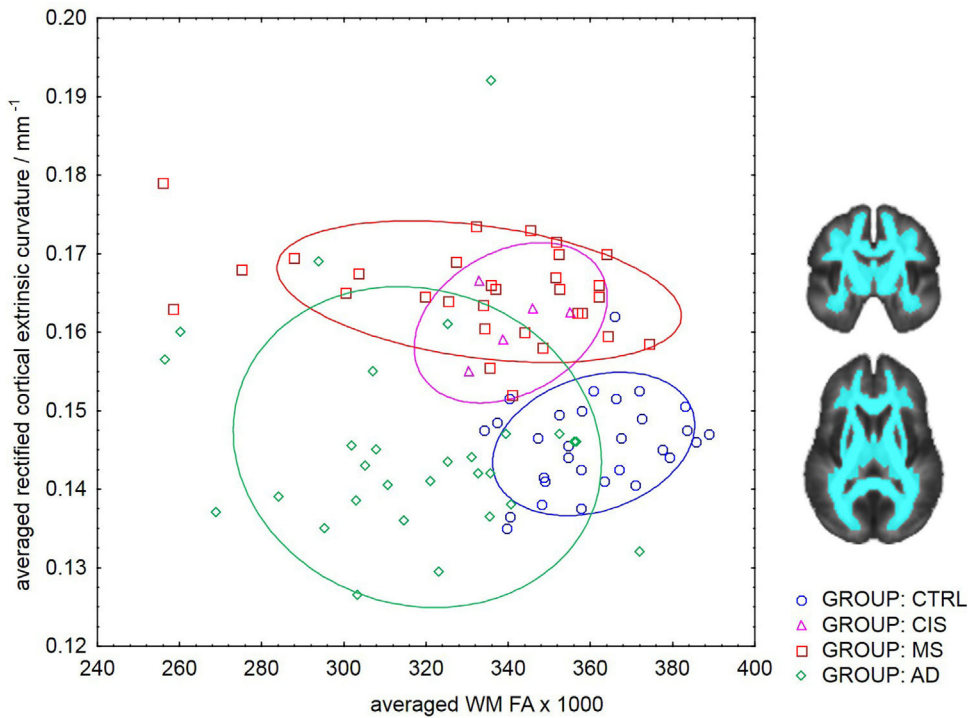 0.20
0.19
0.18
0.17
0.16
0.15
0.14
0.13
0.12
averaged rectified cortical extrinsic curvature / mm⁻¹
240 260 280 300 320 340 360 380 400
averaged WM FA x 1000
GROUP: CTRL
GROUP: CIS
GROUP: MS
GROUP: AD